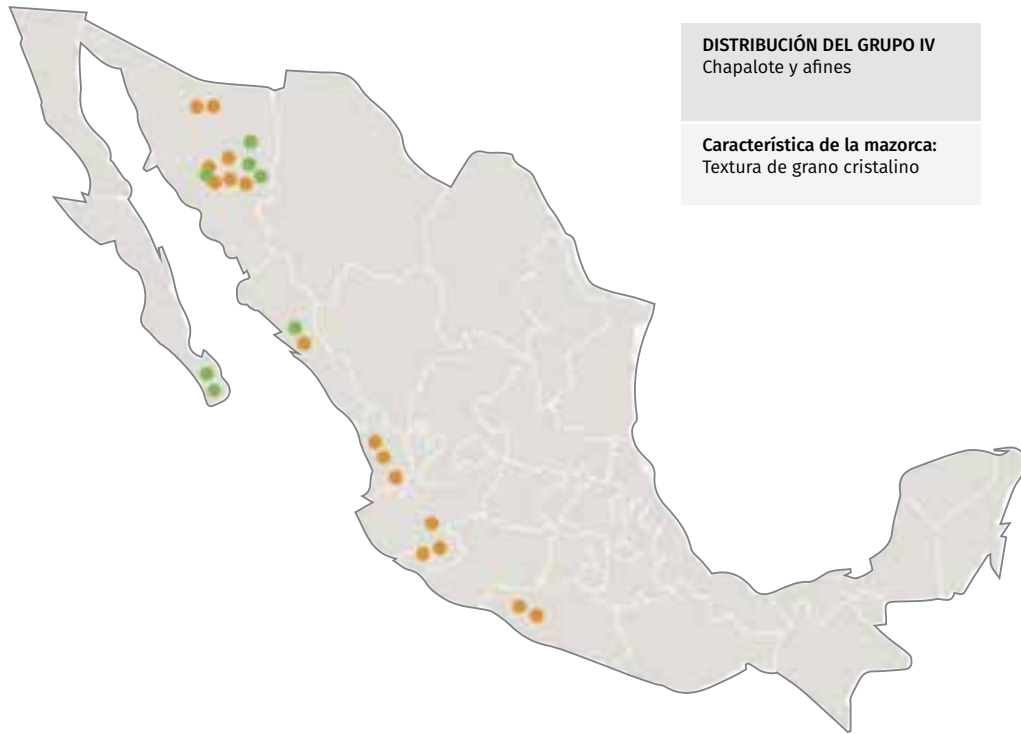 DISTRIBUCIÓN DEL GRUPO IV
Chapalote y afines
Característica de la mazorca:
Textura de grano cristalino